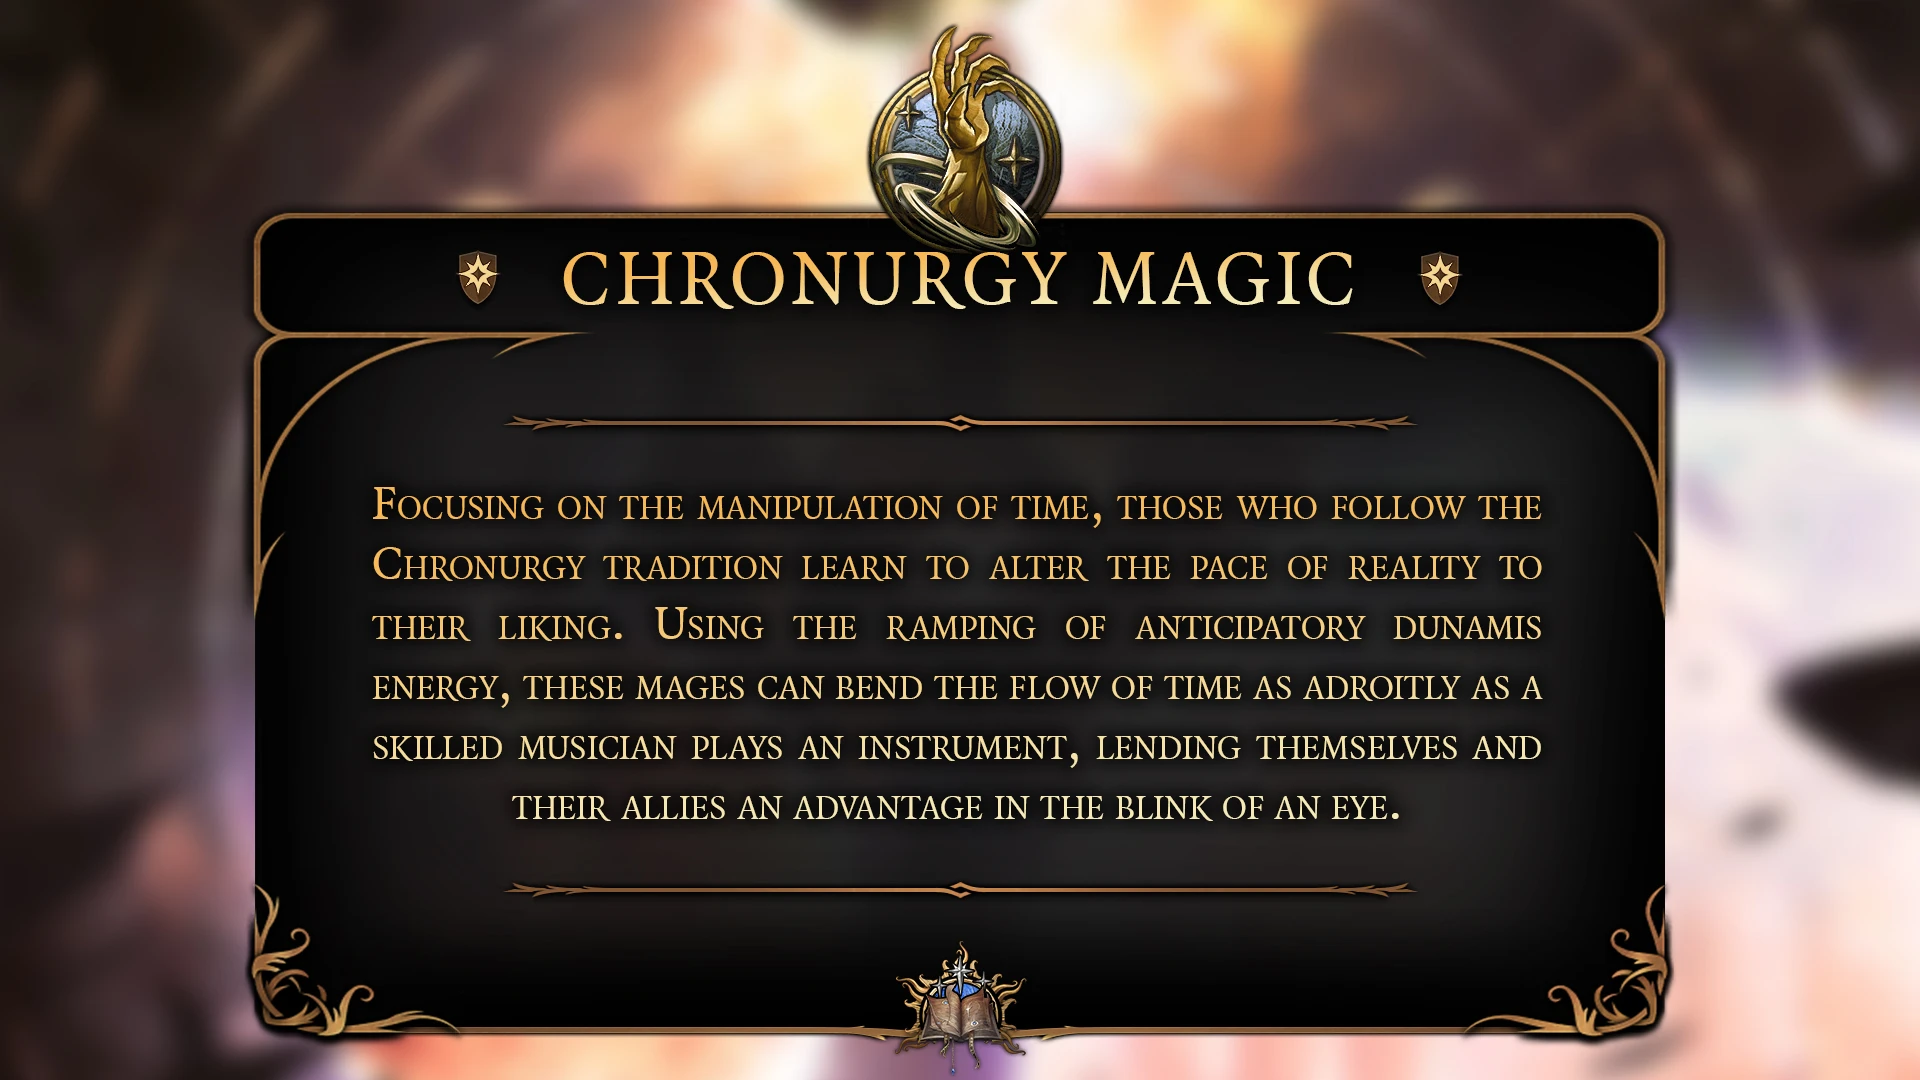 CHRONURGY MAGIC
Focusing on the manipulation of time, those who follow the
Chronurgy tradition learn to alter the pace of reality to
their liking. Using the ramping of anticipatory dunamis
energy, these mages can bend the flow of time as adroitly as a
skilled musician plays an instrument, lending themselves and
their allies an advantage in the blink of an eye.